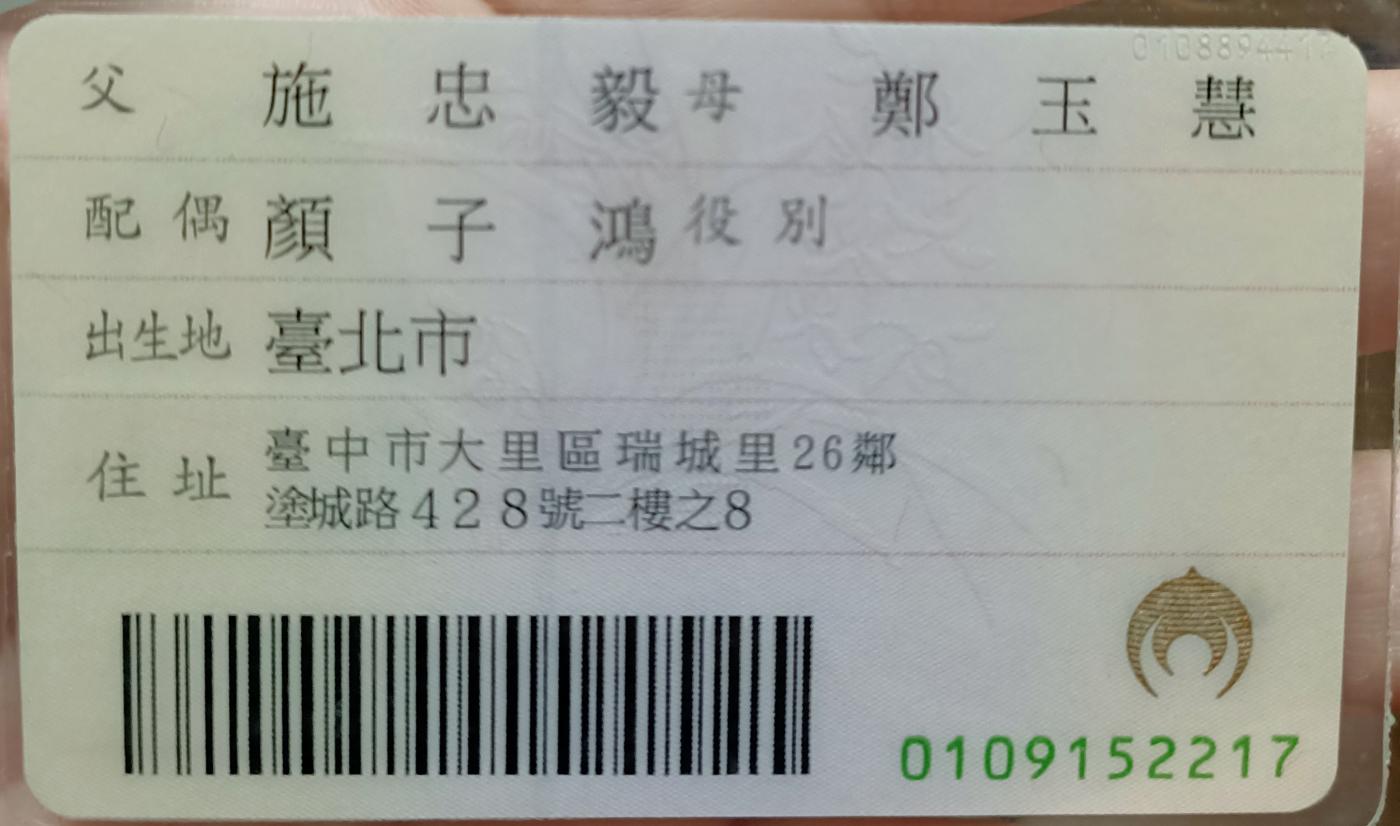 父 施忠毅 母 鄭玉慧
配偶 顏子鴻 役別
出生地 臺北市
住址 臺中市大里區瑞城里26鄰
塗城路428號二樓之8
0109152217